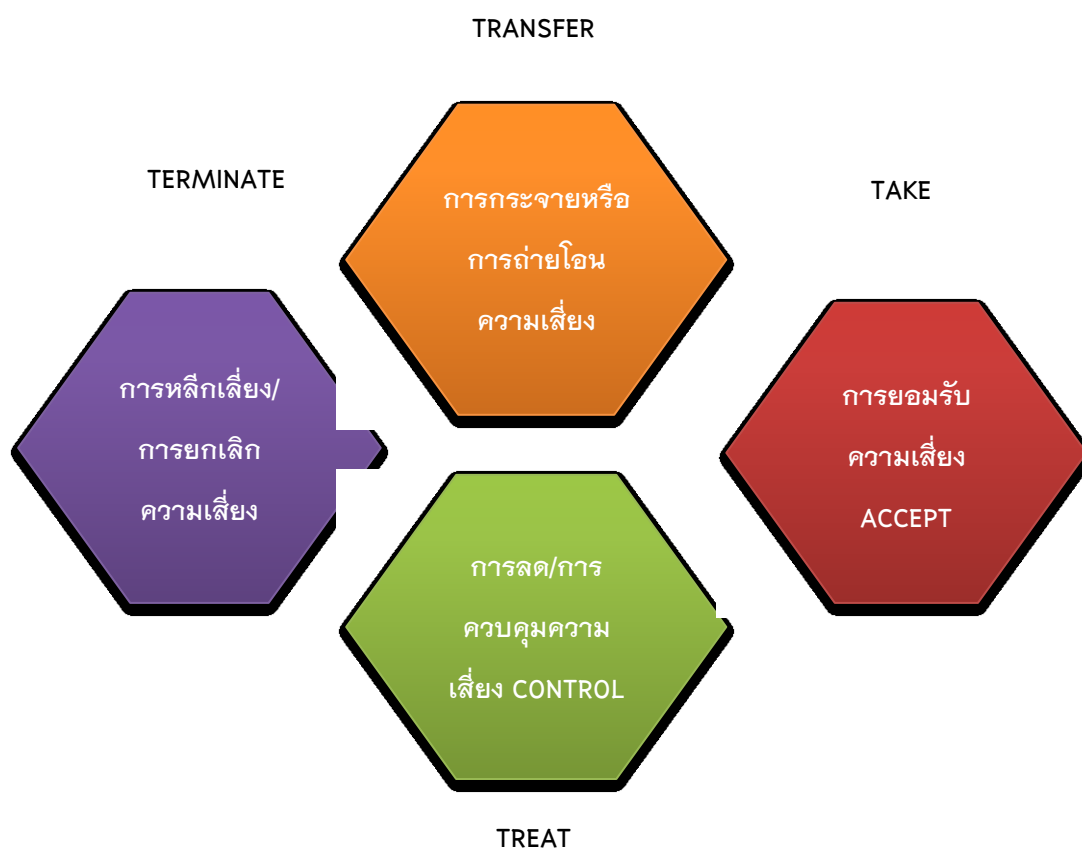 TRANSFER
การกระจายหรือ
การถ่ายโอน
ความเสี่ยง
TERMINATE
การหลีกเลี่ยง/
การยกเลิก
ความเสี่ยง
TAKE
การยอมรับ
ความเสี่ยง
ACCEPT
การลด/การ
ควบคุมความ
เสี่ยง CONTROL
TREAT